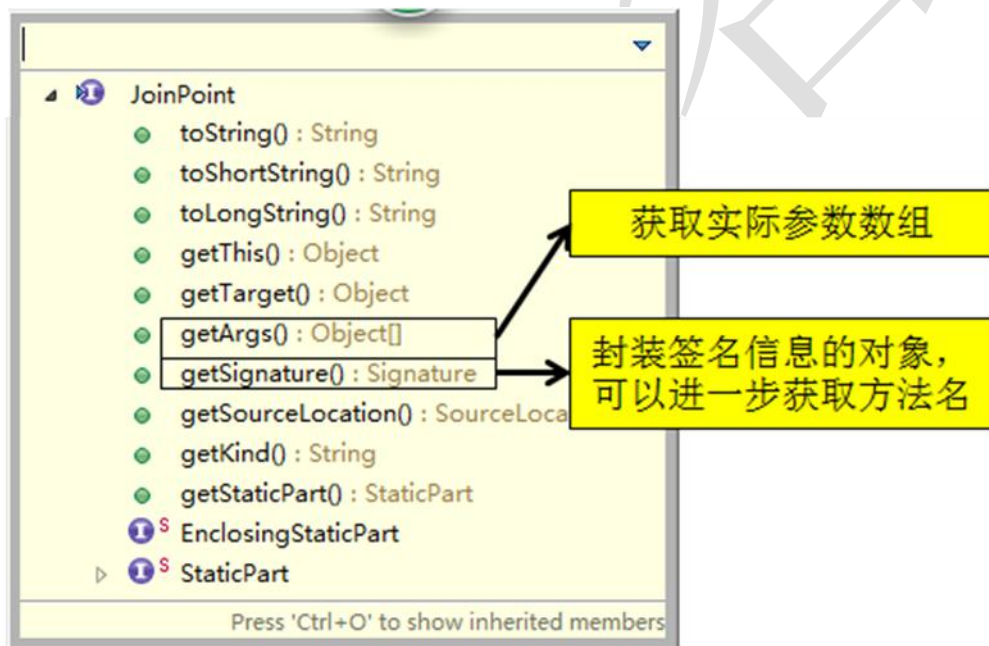 JoinPoint
toString() : String
toShortString() : String
toLongString() : String
getThis() : Object
getTarget() : Object
getArgs() : Object[]
getSignature() : Signature
getSourceLocation() : SourceLoca
getKind() : String
getStaticPart() : StaticPart
S EnclosingStaticPart
S StaticPart
Press 'Ctrl+O' to show inherited members
获取实际参数数组
封装签名信息的对象，
可以进一步获取方法名